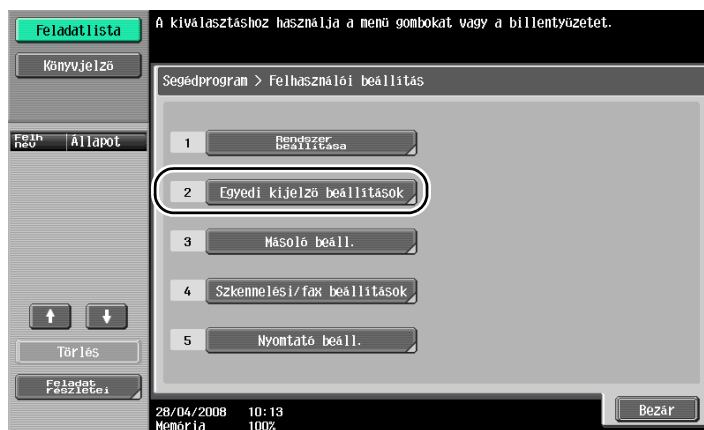 Feladatlista
Könyvjelző
Felh név
Állapot
Törlés
Feladat részletei
A kiválasztáshoz használja a menü gombokat vagy a billentyűzetet.
Segédprogram > Felhasználói beállítás
1 Rendszer beállítása
2 Egyedi kijelző beállítások
3 Másoló beáll.
4 Szkennelési/fax beállítások
5 Nyomtató beáll.
28/04/2008 10:13
Memória 100%
Bezár